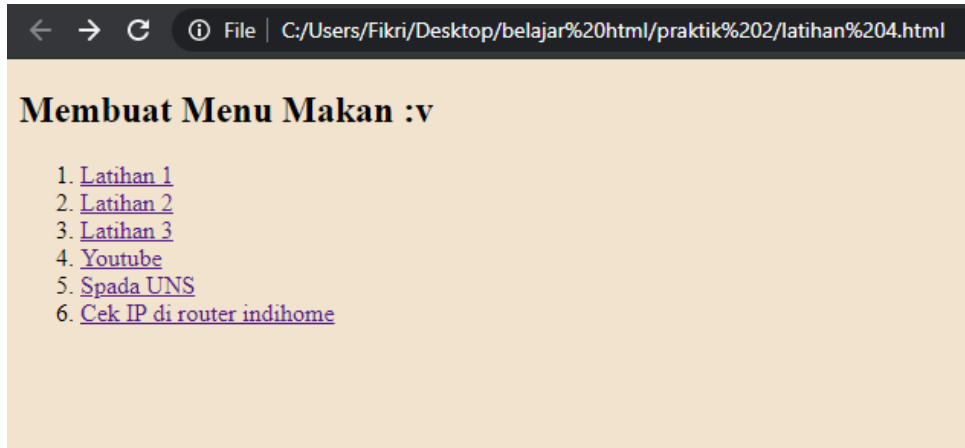 File | C:/Users/Fikri/Desktop/belajar%20html/praktik%202/latihan%204.html
Membuat Menu Makan :v
1. Latihan 1
2. Latihan 2
3. Latihan 3
4. Youtube
5. Spada UNS
6. Cek IP di router indihome